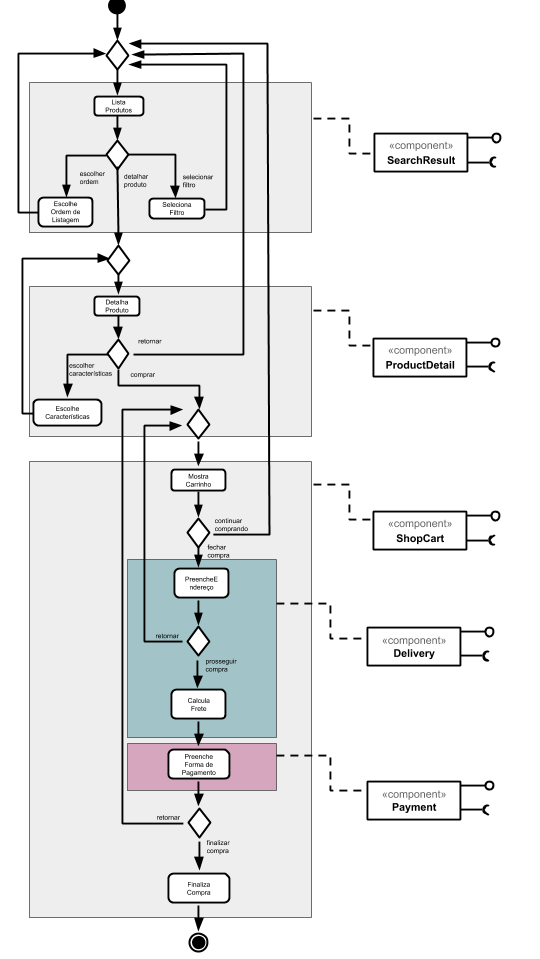 Lista
Produtos
«component»
SearchResult
escolher
ordem
detalhar
produto
selecionar
filtro
Escolhe
Ordem de
Listagem
Seleciona
Filtro
Detalha
Produto
retornar
«component»
ProductDetail
escolher
características
comprar
Escolhe
Características
Mostra
Carrinho
continuar
comprando
«component»
ShopCart
fechar
compra
PreencheE
ndereço
retornar
«component»
Delivery
prosseguir
compra
Calcula
Frete
Preenche
Forma de
Pagamento
«component»
Payment
retornar
finalizar
compra
Finaliza
Compra